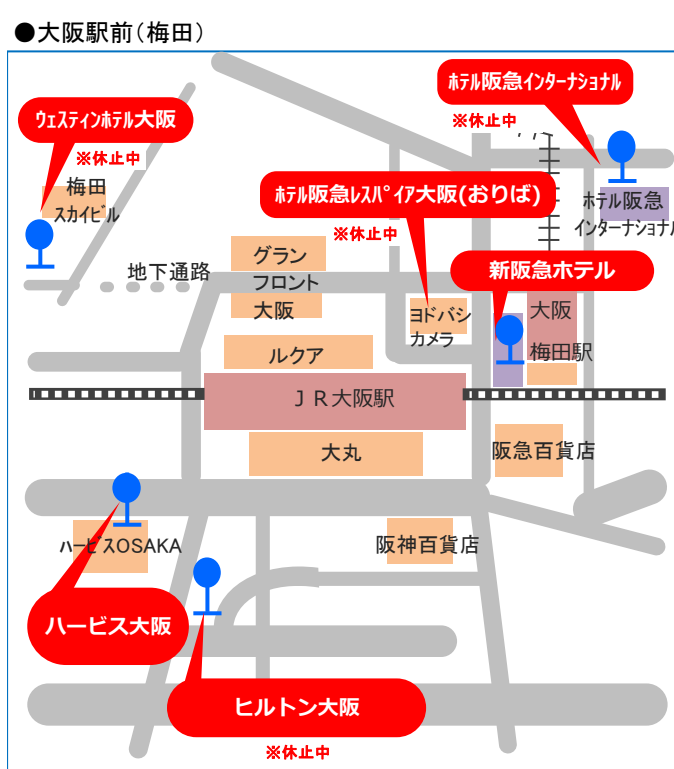 ●大阪駅前(梅田)
ホテル阪急インターナショナル
※休止中
ウェスティンホテル大阪
※休止中
梅田
スカイビル
ホテル阪急レスパイア大阪(おりば)
※休止中
ホテル阪急
インターナショナル
新阪急ホテル
地下通路
グラン
フロント
大阪
ヨドバシ
カメラ
大阪
梅田駅
ルクア
ＪＲ大阪駅
大丸
阪急百貨店
ハービスOSAKA
阪神百貨店
ハービス大阪
ヒルトン大阪
※休止中